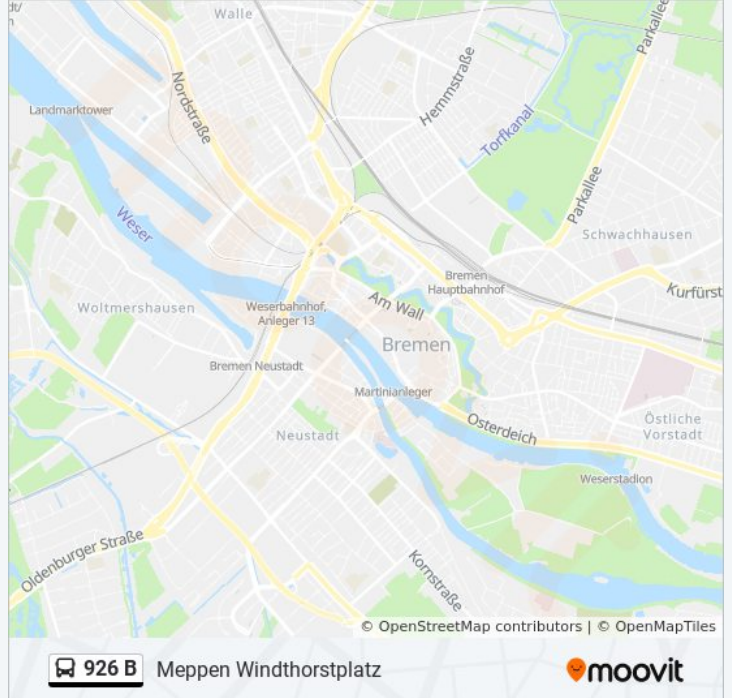 Walle
Parkallee
Hemmstraße
Nordstraße
Landmarktower
Torfkanal
Parkallee
Weser
Schwachhausen
Bremen
Hauptbahnhof
Kurfürst
Woltmershausen
Weserbahnhof,
Anleger 13
Am Wall
Bremen
Bremen Neustadt
Martinianleger
Neustadt
Osterdeich
Östliche
Vorstadt
Weserstadion
Oldenburger Straße
Kornstraße
© OpenStreetMap contributors | © OpenMapTiles
926 B Meppen Windthorstplatz moovit